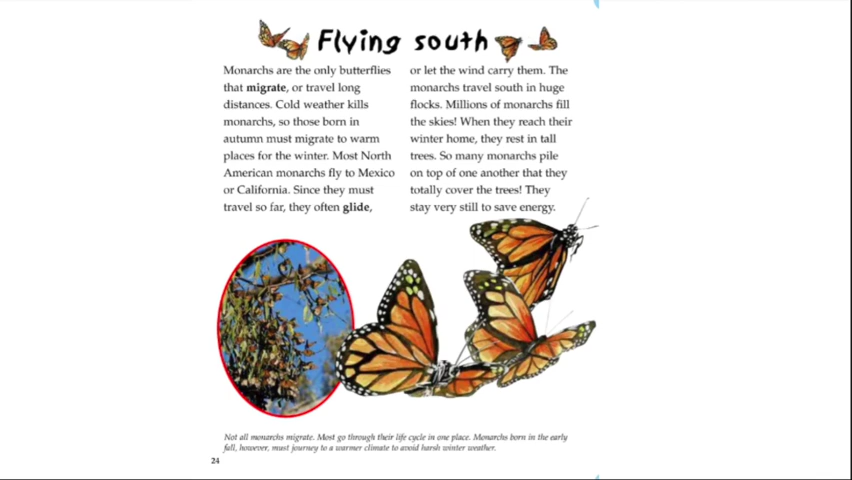 Flying south
Monarchs are the only butterflies
that migrate, or travel long
distances. Cold weather kills
monarchs, so those born in
autumn must migrate to warm
places for the winter. Most North
American monarchs fly to Mexico
or California. Since they must
travel so far, they often glide,
or let the wind carry them. The
monarchs travel south in huge
flocks. Millions of monarchs fill
the skies! When they reach their
winter home, they rest in tall
trees. So many monarchs pile
on top of one another that they
totally cover the trees! They
stay very still to save energy.
Not all monarchs migrate. Most go through their life cycle in one place. Monarchs born in the early
fall, however, must journey to a warmer climate to avoid harsh winter weather.
24